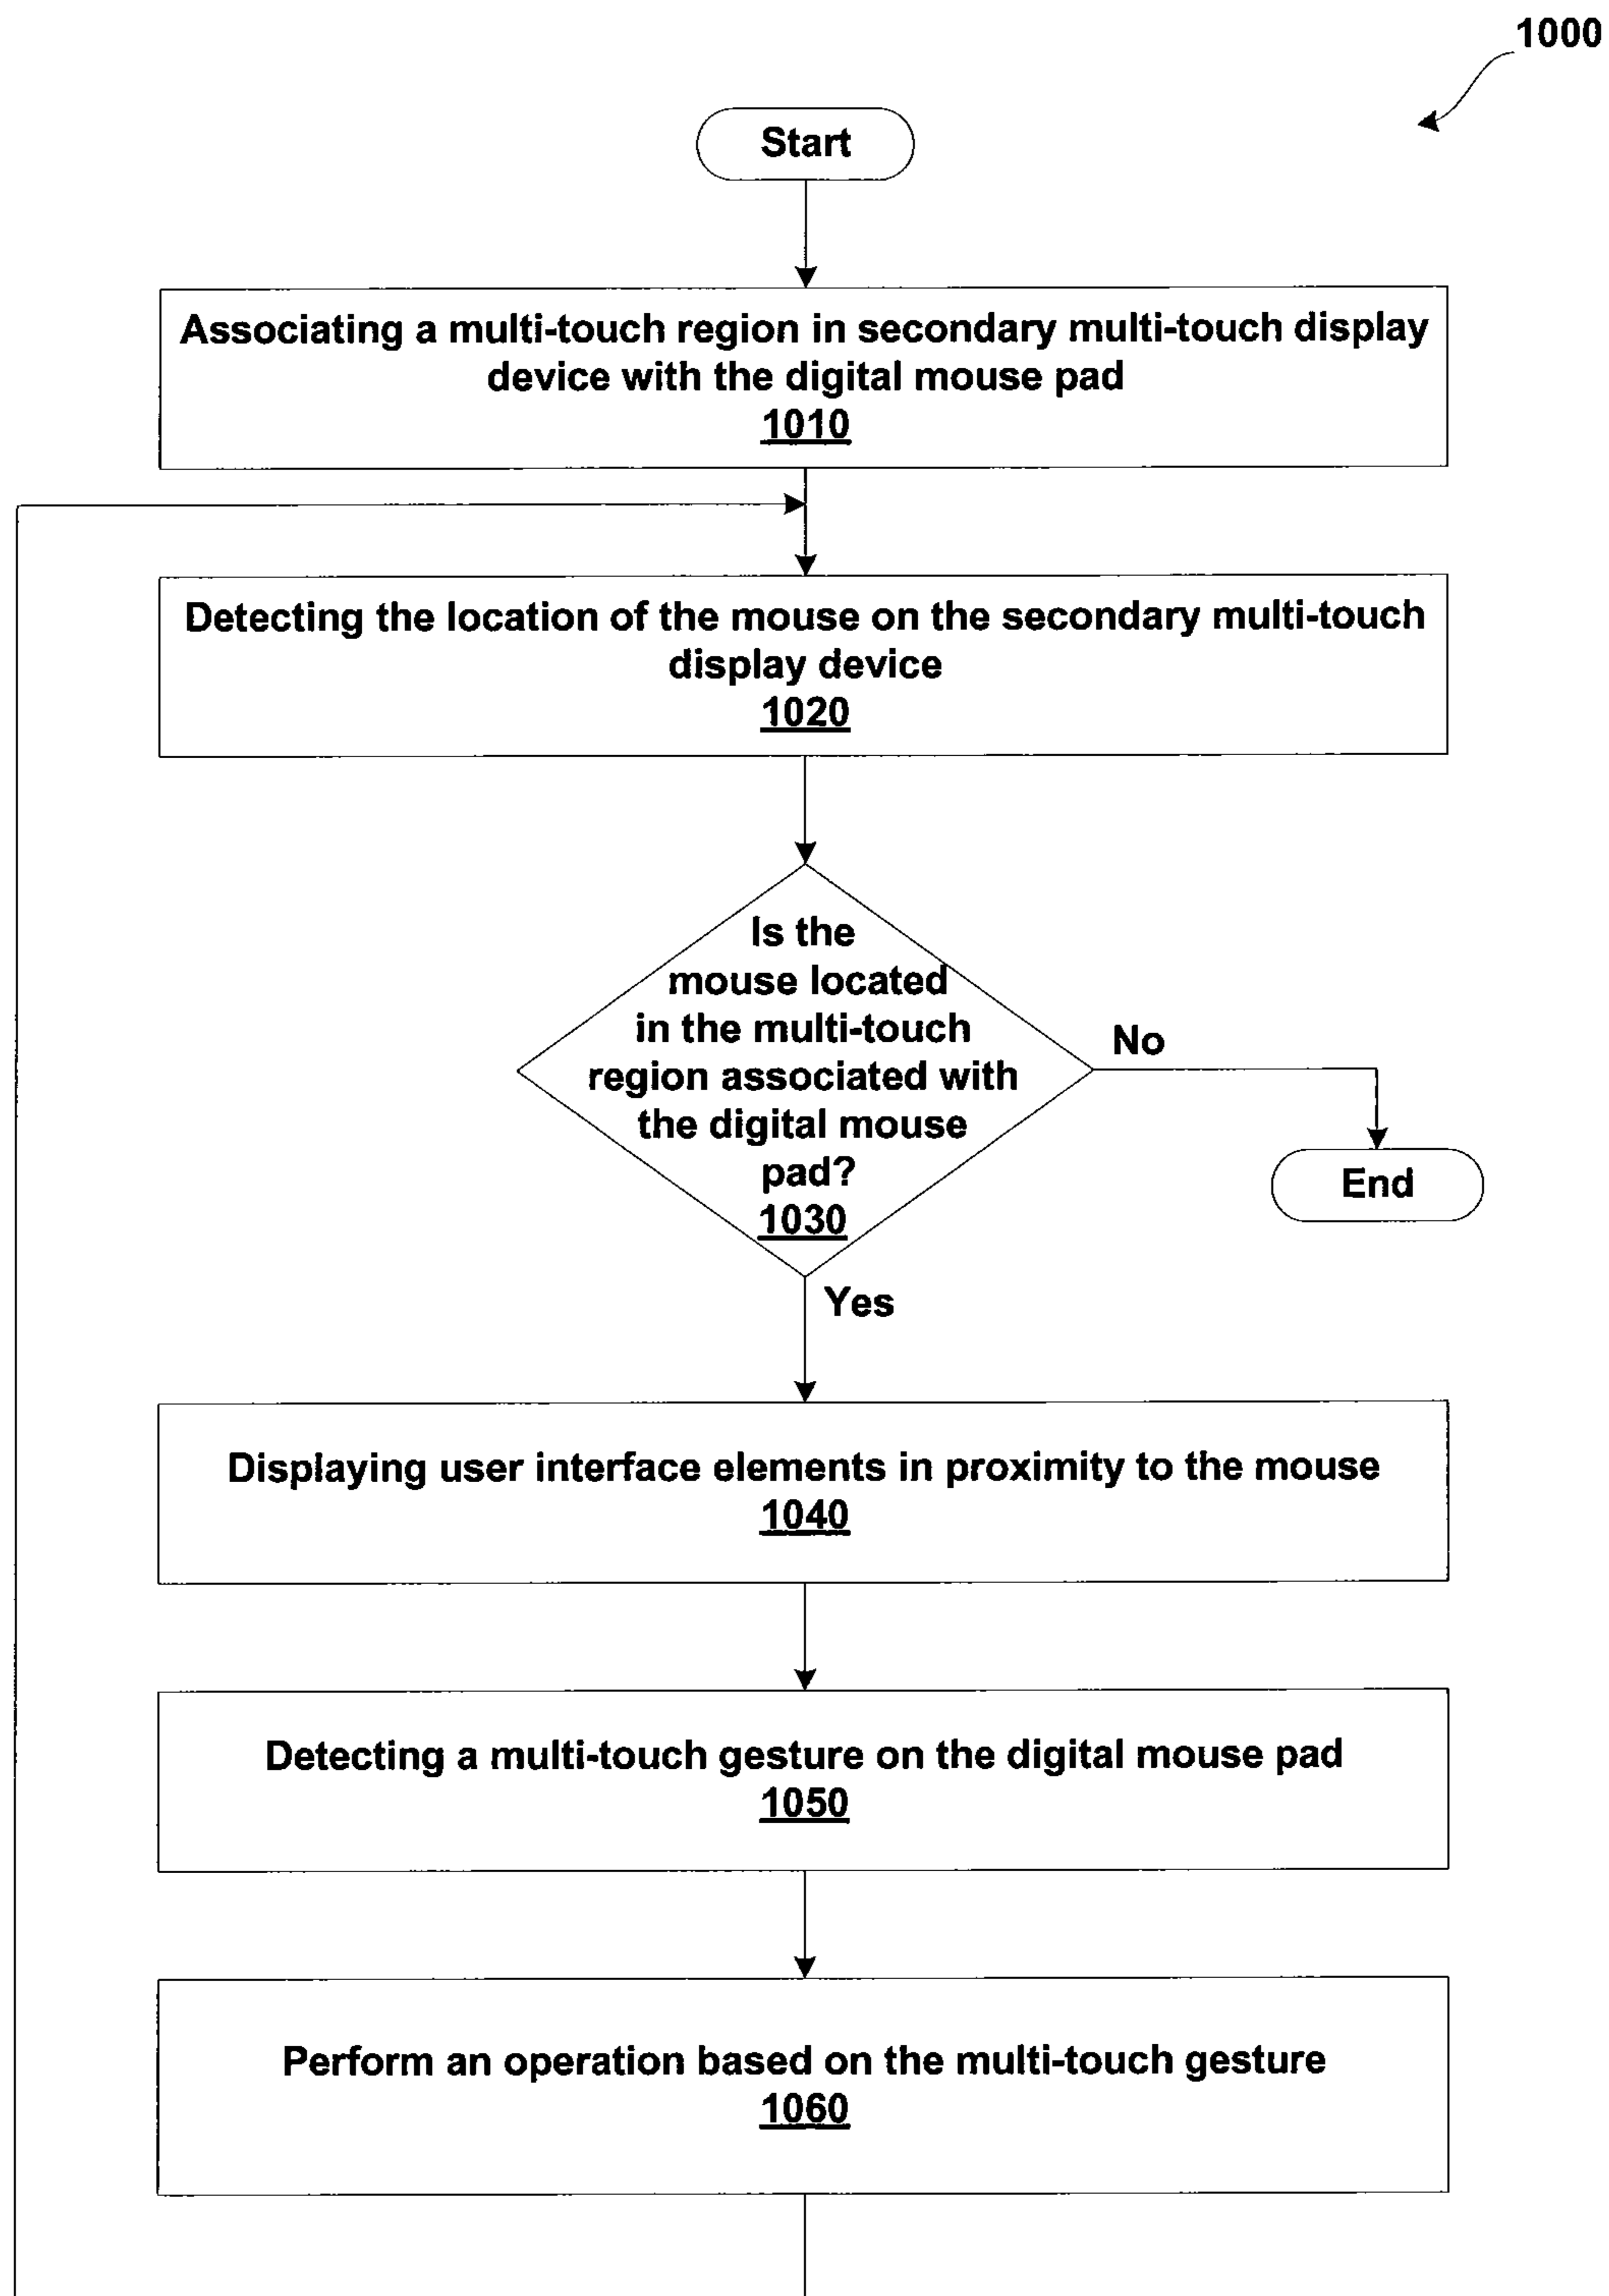 1000
Start
Associating a multi-touch region in secondary multi-touch display
device with the digital mouse pad
1010
Detecting the location of the mouse on the secondary multi-touch
display device
1020
Is the
mouse located
in the multi-touch
region associated with
the digital mouse
pad?
1030
No
End
Yes
Displaying user interface elements in proximity to the mouse
1040
Detecting a multi-touch gesture on the digital mouse pad
1050
Perform an operation based on the multi-touch gesture
1060